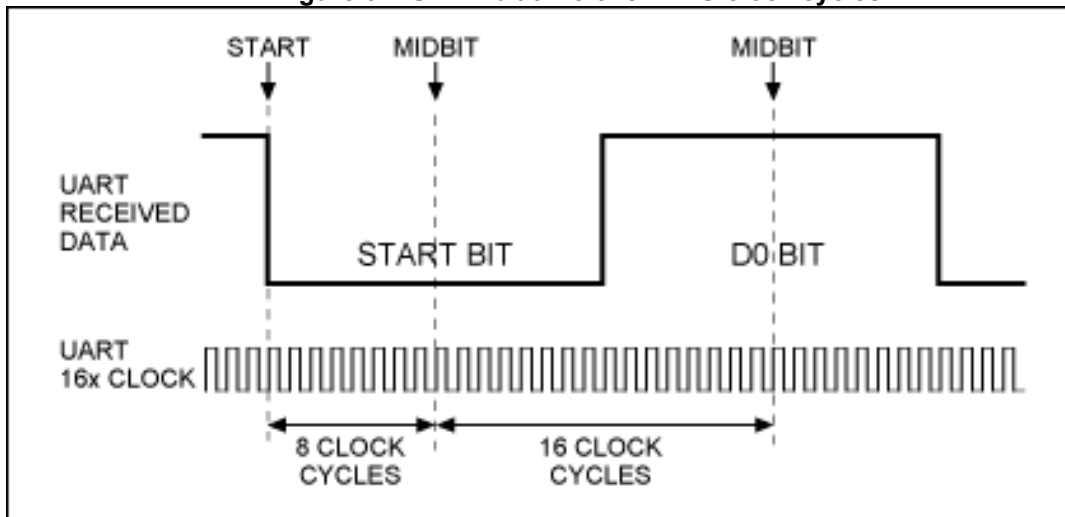 START
MIDBIT
MIDBIT
UART
RECEIVED
DATA
START BIT
D0 BIT
UART
16x CLOCK
8 CLOCK
CYCLES
16 CLOCK
CYCLES